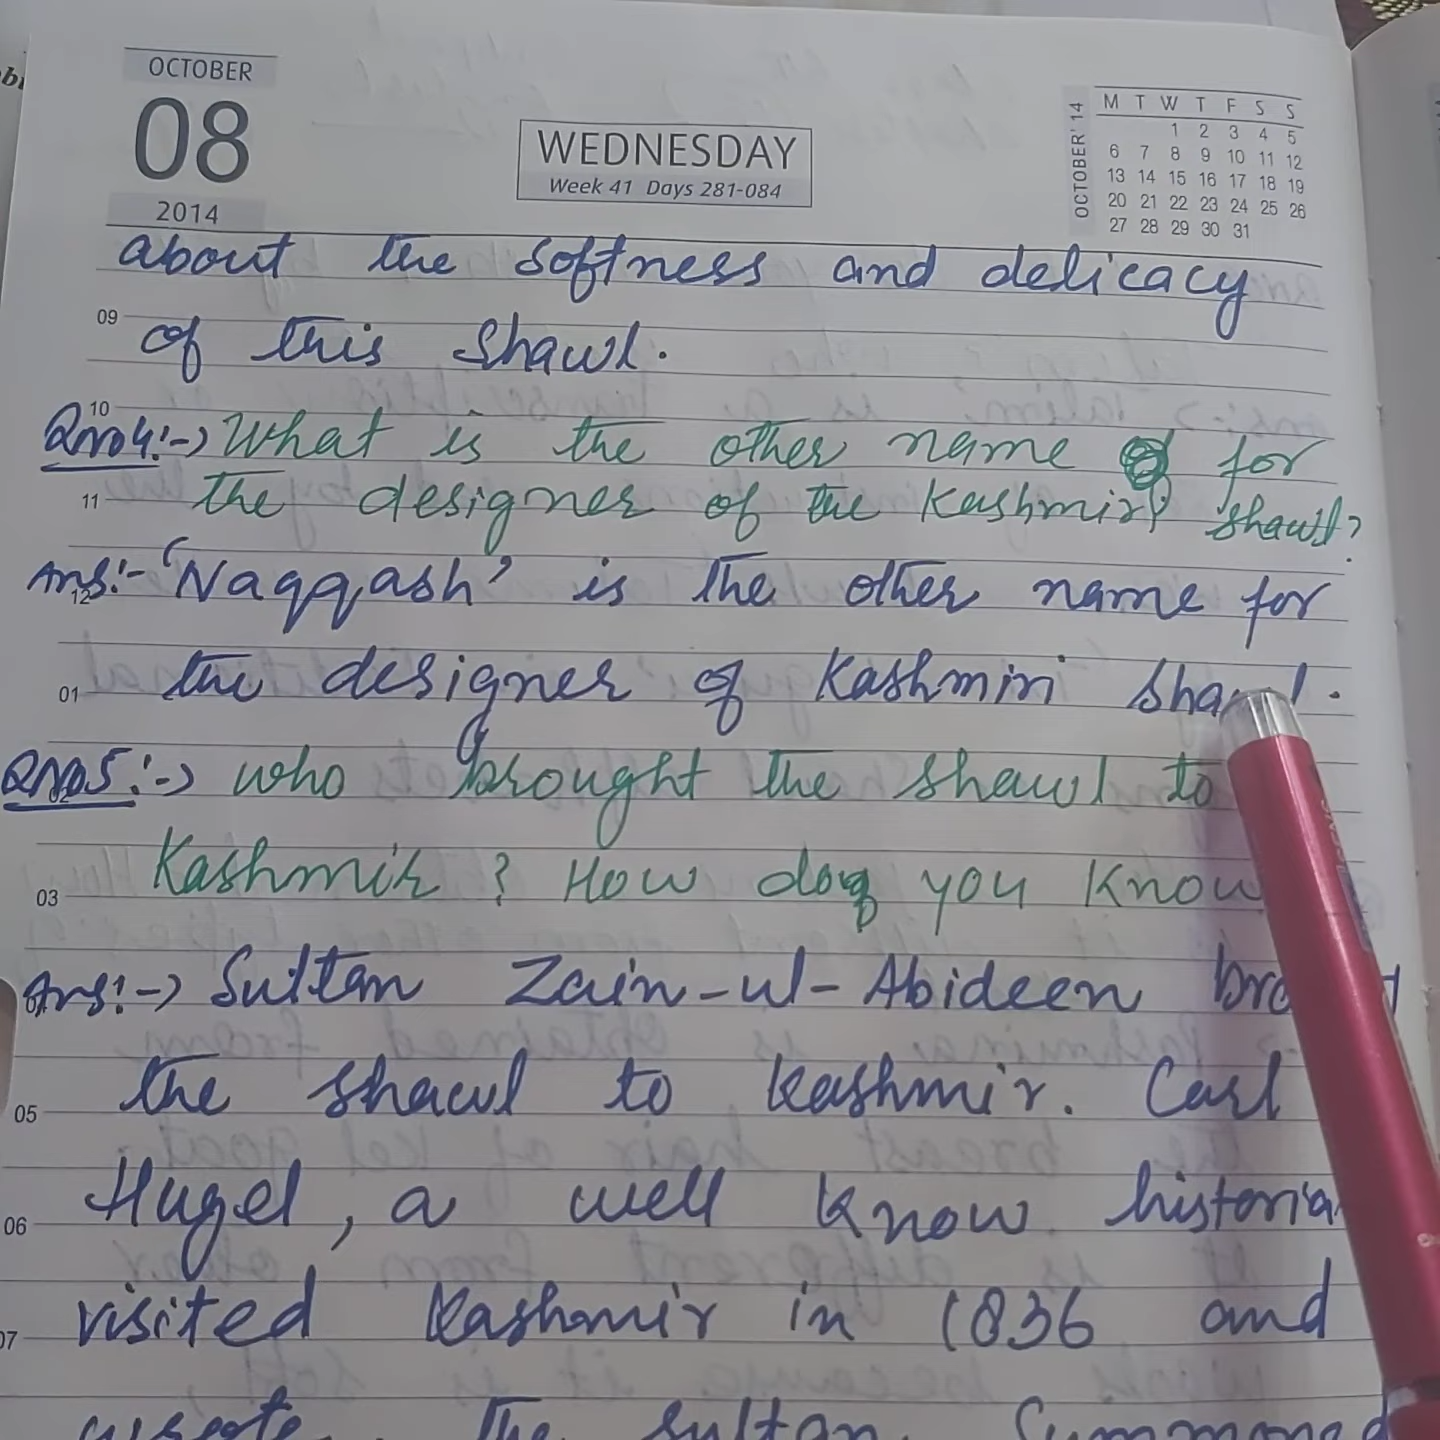 OCTOBER
08
2014
WEDNESDAY
Week 41 Days 281-084
OCTOBER' 14
M T W T F S S
1 2 3 4 5
6 7 8 9 10 11 12
13 14 15 16 17 18 19
20 21 22 23 24 25 26
27 28 29 30 31
about the softness and delicacy
09 of this Shawl.
10
QNo4:-> What is the other name for
11 the designer of the Kashmiri shawl?
Ans:- 'Naqqash' is the other name for
12
01 the designer of Kashmiri Shawl.
QNo5:-> who brought the shawl to
02
03 Kashmir ? How do you Know
Ans:-> Sultan Zain-ul-Abideen
05 the shawl to Kashmir. Carl
06 Hugel, a well know
07 visited Kashmir in 1836 and
the sultan Summoned